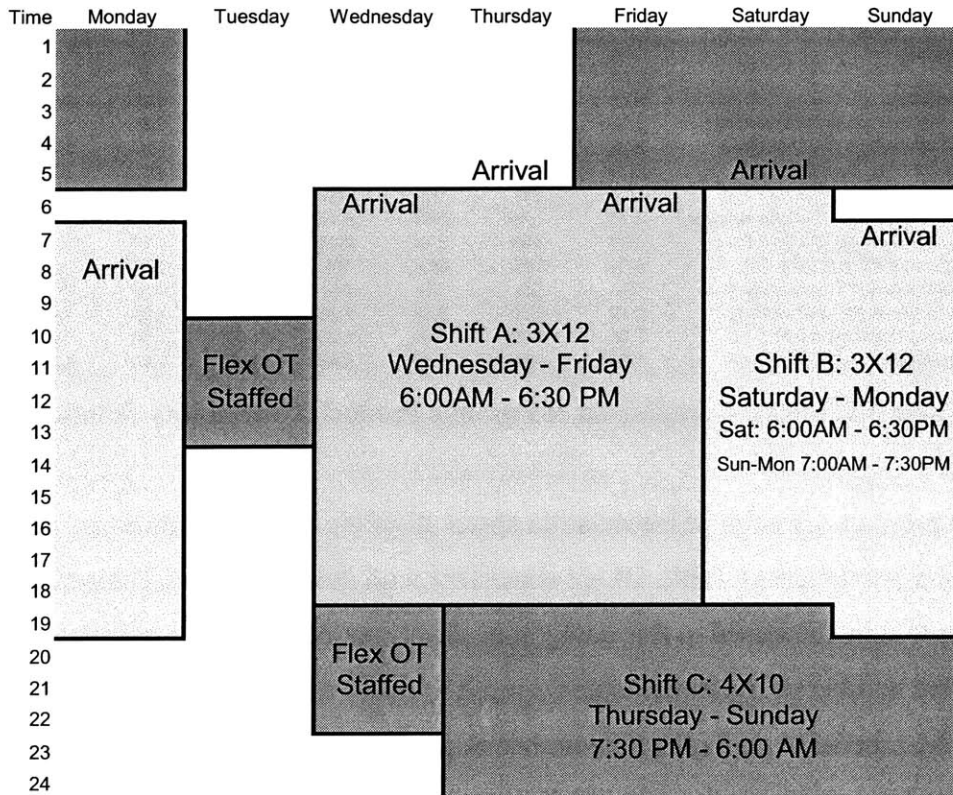 Time Monday Tuesday Wednesday Thursday Friday Saturday Sunday
1
2
3
4
5 Arrival Arrival
6 Arrival Arrival
7 Arrival
8 Arrival
9
10 Shift A: 3X12
11 Flex OT Wednesday - Friday Shift B: 3X12
12 Staffed 6:00AM - 6:30 PM Saturday - Monday
13 Sat: 6:00AM - 6:30PM
14 Sun-Mon 7:00AM - 7:30PM
15
16
17
18
19
20 Flex OT
21 Staffed Shift C: 4X10
22 Thursday - Sunday
23 7:30 PM - 6:00 AM
24